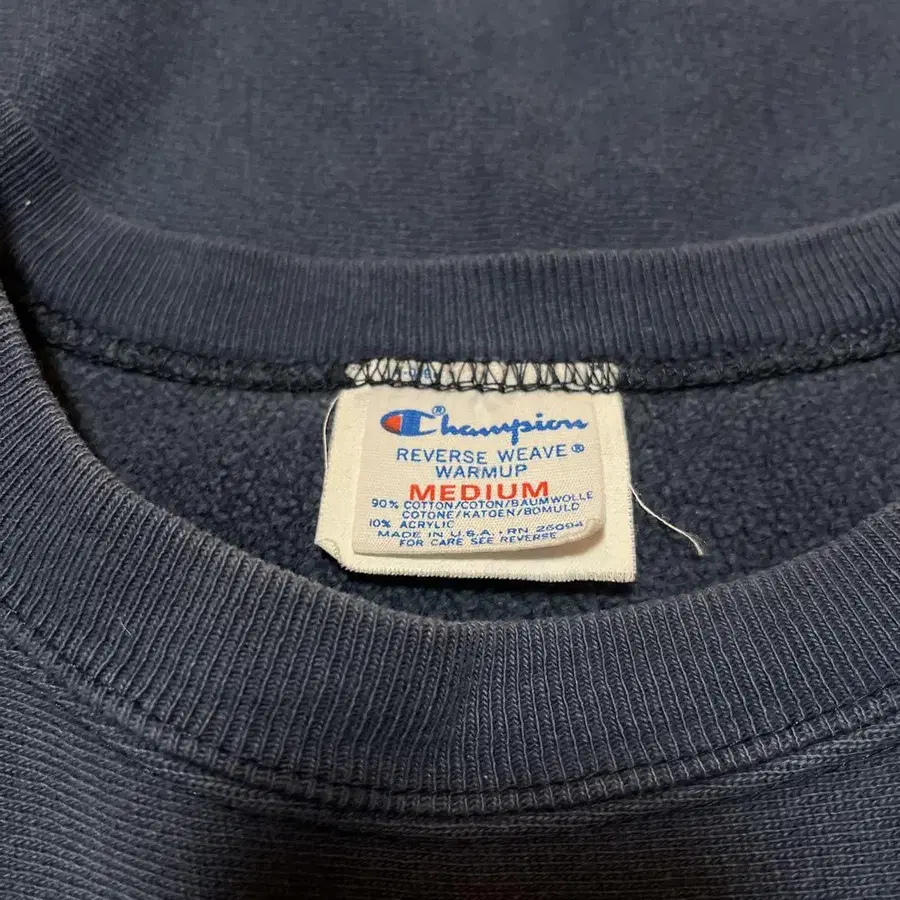 Champion®
REVERSE WEAVE®
WARMUP
MEDIUM
90% COTTON/COTON/BAUMWOLLE
COTONE/KATOEN/BOMULD
10% ACRYLIC
MADE IN U.S.A., RN 26094
FOR CARE SEE REVERSE